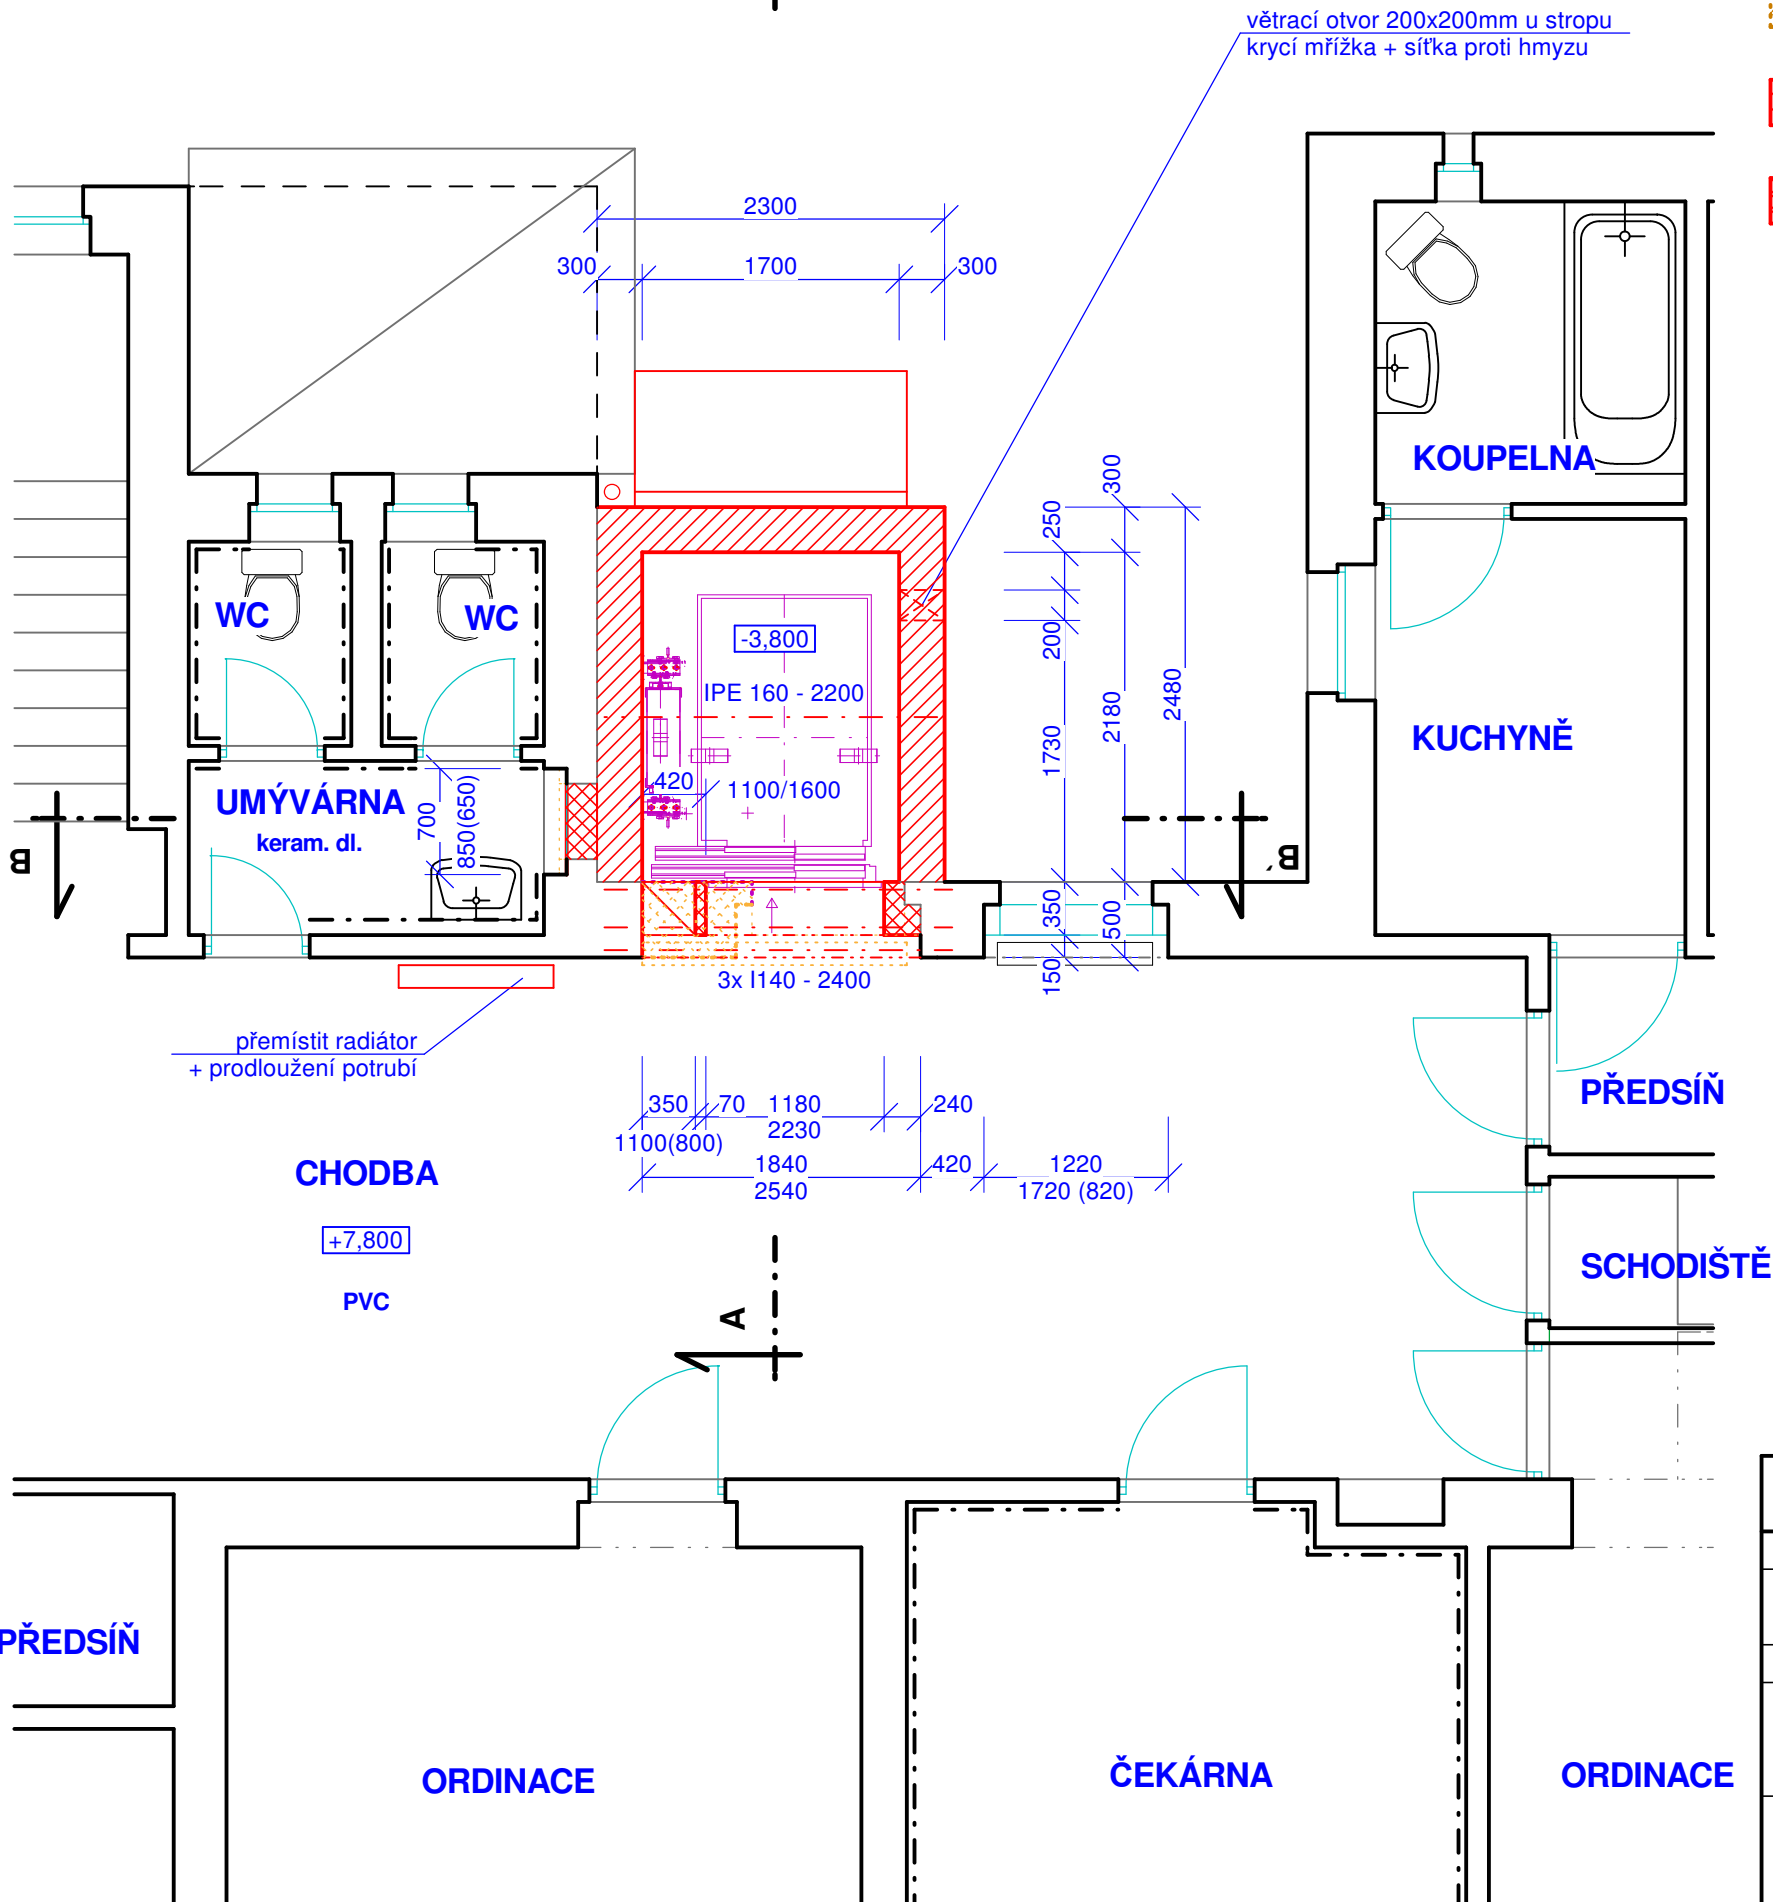 větrací otvor 200x200mm u stropu
krycí mřížka + síťka proti hmyzu
2300
300
1700
300
KOUPELNA
300
250
WC
WC
-3,800
200
IPE 160 - 2200
2180
2480
1730
KUCHYNĚ
420
1100/1600
UMÝVÁRNA
keram. dl.
700
850(650)
B
B´
350
500
150
3x I140 - 2400
přemístit radiátor
+ prodloužení potrubí
PŘEDSÍŇ
350
70
1180
240
2230
1100(800)
1840
420
1220
2540
1720 (820)
CHODBA
+7,800
PVC
SCHODIŠTĚ
A
PŘEDSÍŇ
ORDINACE
ČEKÁRNA
ORDINACE